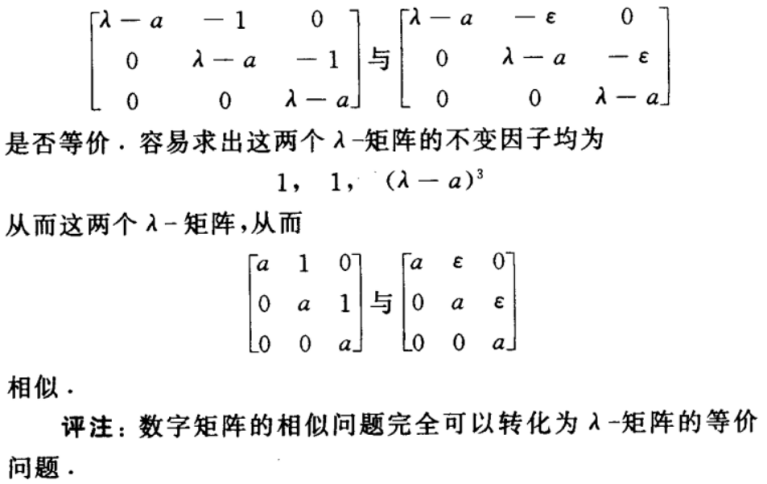 [λ-a -1 0] [λ-a -ε 0]
[0 λ-a -1] 与 [0 λ-a -ε]
[0 0 λ-a] [0 0 λ-a]
是否等价．容易求出这两个 λ-矩阵的不变因子均为
1， 1， (λ-a)³
从而这两个 λ-矩阵,从而
[a 1 0] [a ε 0]
[0 a 1] 与 [0 a ε]
[0 0 a] [0 0 a]
相似．
评注：数字矩阵的相似问题完全可以转化为 λ-矩阵的等价
问题．